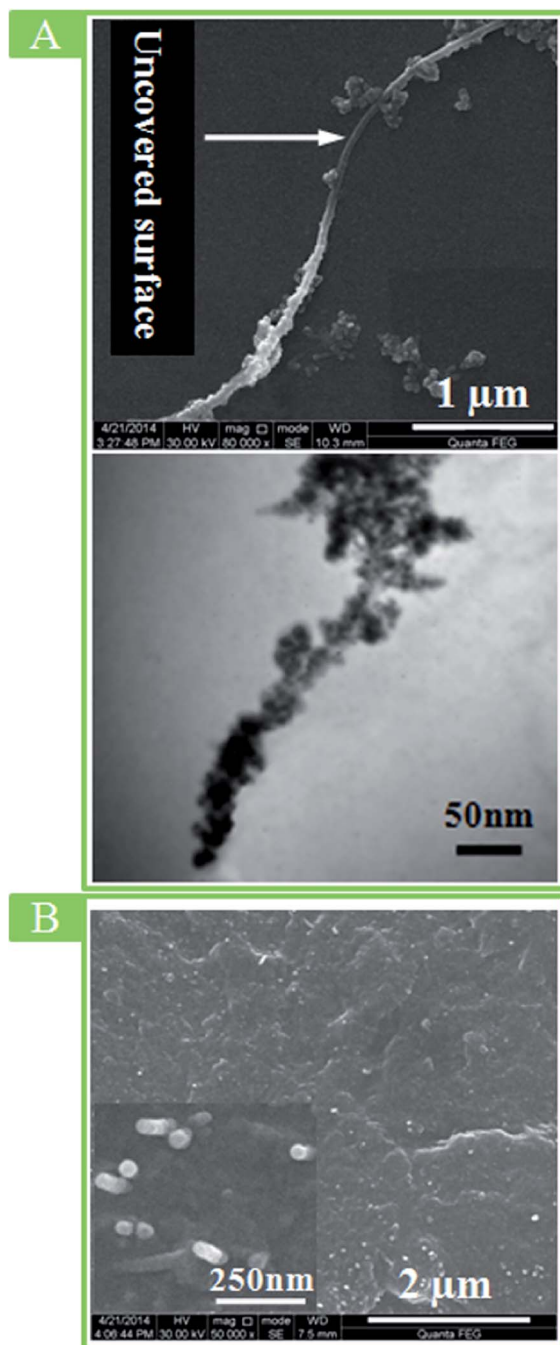 A
Uncovered surface
1 μm
4/21/2014 HV mag □ mode WD
3:27:48 PM 30.00 kV 80 000 x SE 10.3 mm Quanta FEG
50nm
B
250nm
2 μm
4/21/2014 HV mag □ mode WD
4:06:44 PM 30.00 kV 50 000 x SE 7.5 mm Quanta FEG